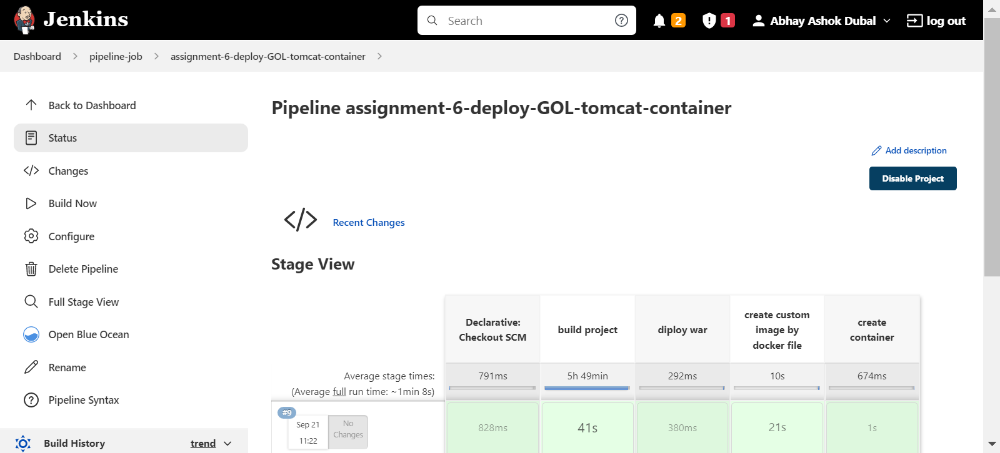 Jenkins
Search
2
1
Abhay Ashok Dubal
log out
Dashboard
pipeline-job
assignment-6-deploy-GOL-tomcat-container
Back to Dashboard
Status
Changes
Build Now
Configure
Delete Pipeline
Full Stage View
Open Blue Ocean
Rename
Pipeline Syntax
Build History
trend
Pipeline assignment-6-deploy-GOL-tomcat-container
Add description
Disable Project
Recent Changes
Stage View
Declarative:
Checkout SCM
build project
diploy war
create custom
image by
docker file
create
container
Average stage times:
(Average full run time: ~1min 8s)
791ms
5h 49min
292ms
10s
674ms
#9
Sep 21
11:22
No
Changes
828ms
41s
380ms
21s
1s